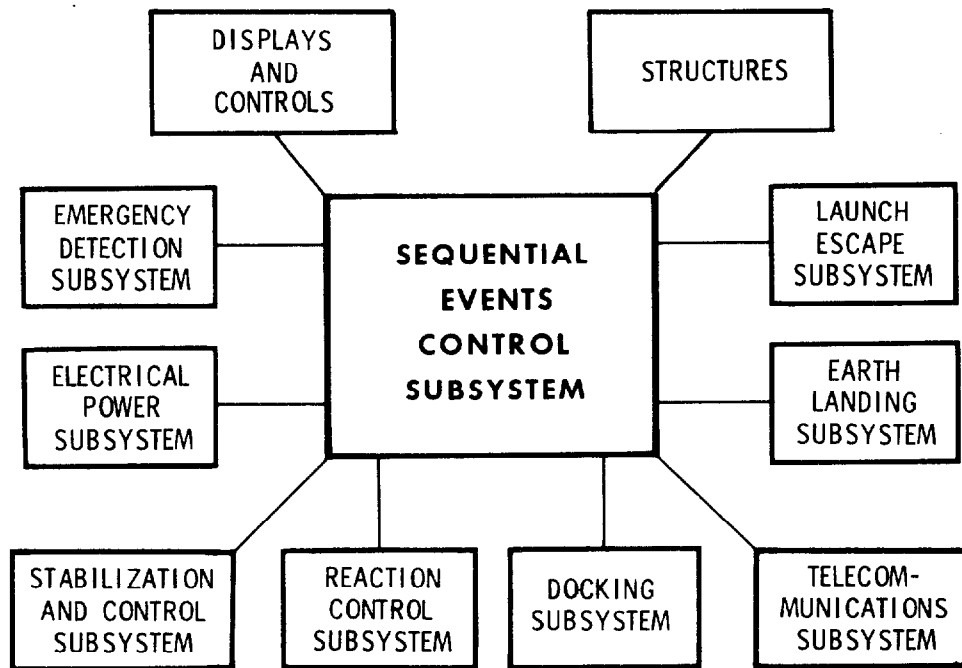 DISPLAYS
AND
CONTROLS
STRUCTURES
EMERGENCY
DETECTION
SUBSYSTEM
SEQUENTIAL
EVENTS
CONTROL
SUBSYSTEM
LAUNCH
ESCAPE
SUBSYSTEM
ELECTRICAL
POWER
SUBSYSTEM
EARTH
LANDING
SUBSYSTEM
STABILIZATION
AND CONTROL
SUBSYSTEM
REACTION
CONTROL
SUBSYSTEM
DOCKING
SUBSYSTEM
TELECOM-
MUNICATIONS
SUBSYSTEM